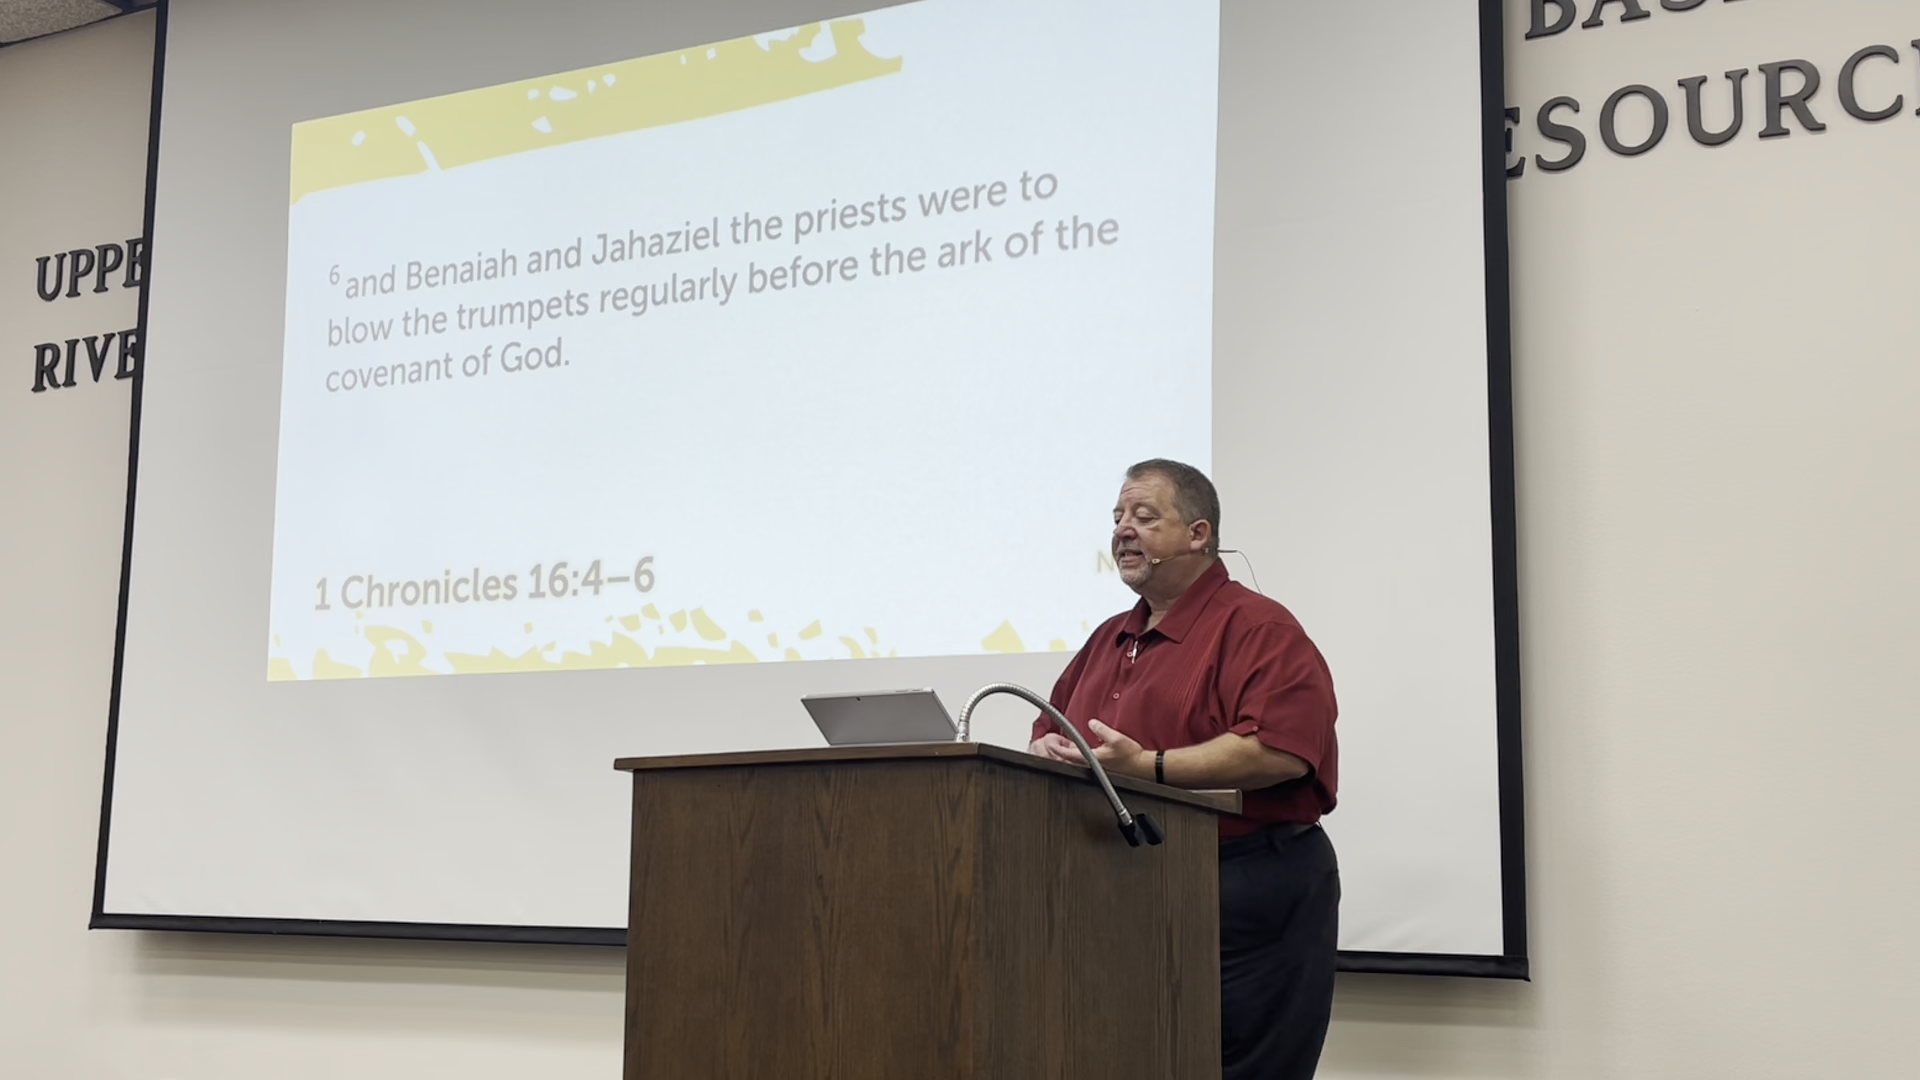 UPPE
RIVE
BAS
ESOURC
6 and Benaiah and Jahaziel the priests were to
blow the trumpets regularly before the ark of the
covenant of God.
1 Chronicles 16:4–6
N